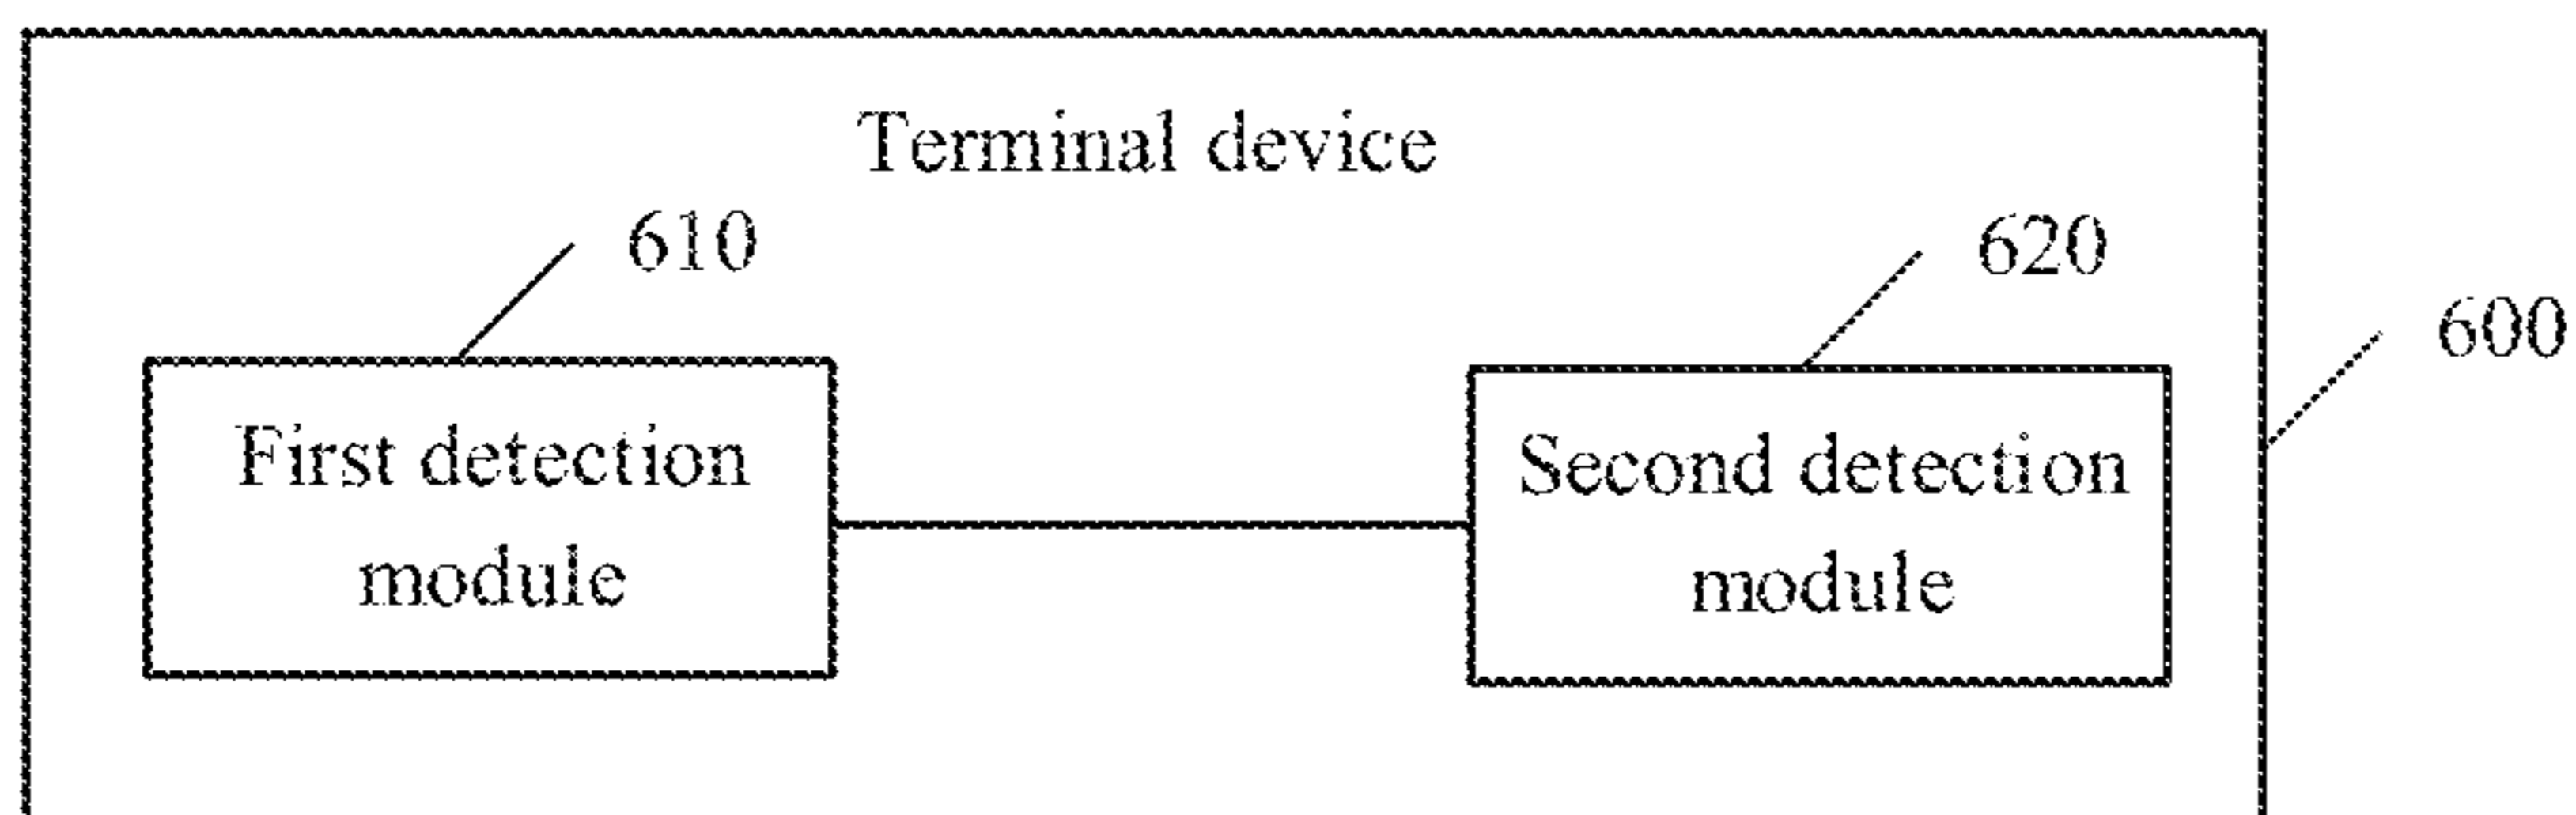 Terminal device
610
620
600
First detection
module
Second detection
module